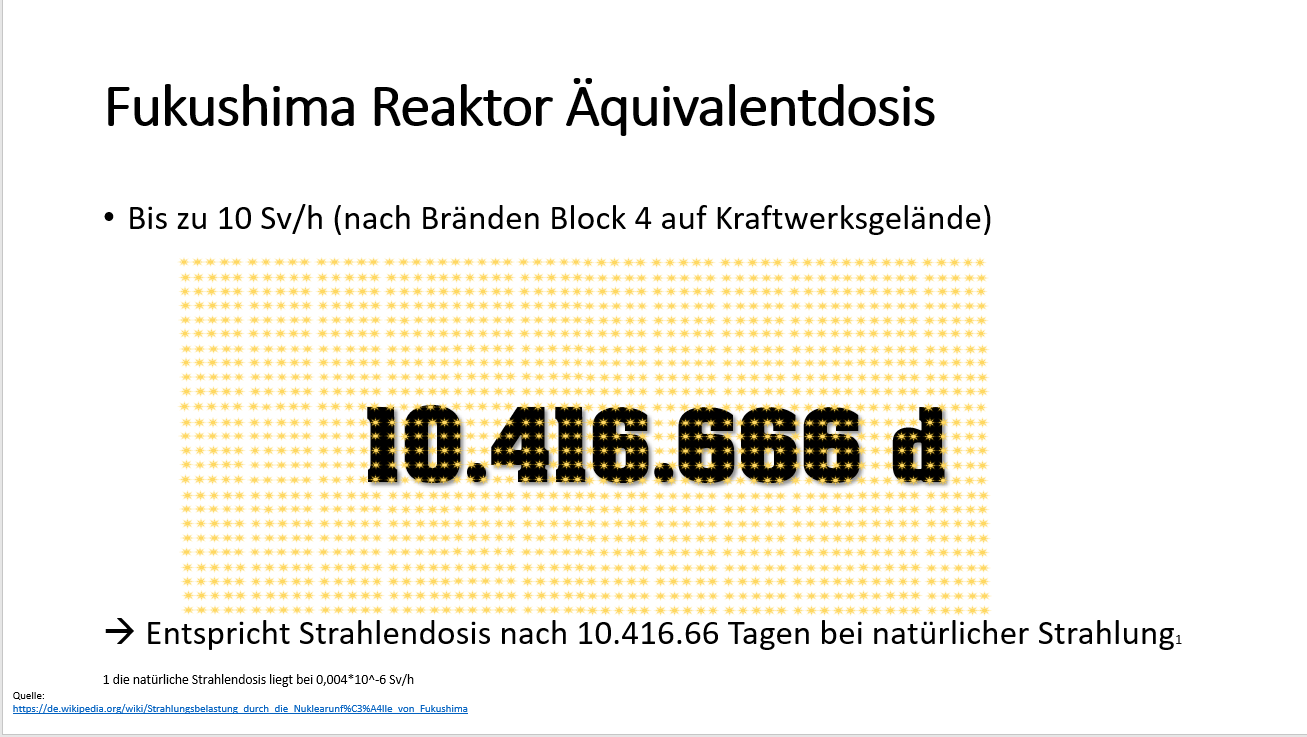 Fukushima Reaktor Äquivalentdosis
• Bis zu 10 Sv/h (nach Bränden Block 4 auf Kraftwerksgelände)
10.416.666 d
→ Entspricht Strahlendosis nach 10.416.66 Tagen bei natürlicher Strahlung1
1 die natürliche Strahlendosis liegt bei 0,004*10^-6 Sv/h
Quelle:
https://de.wikipedia.org/wiki/Strahlungsbelastung_durch_die_Nuklearunf%C3%A4lle_von_Fukushima